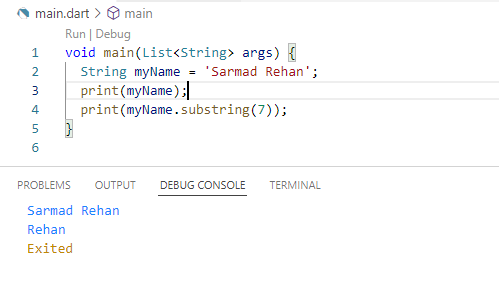 main.dart > main
Run | Debug
1 void main(List<String> args) {
2 String myName = 'Sarmad Rehan';
3 print(myName);
4 print(myName.substring(7));
5 }
6
PROBLEMS OUTPUT DEBUG CONSOLE TERMINAL
Sarmad Rehan
Rehan
Exited